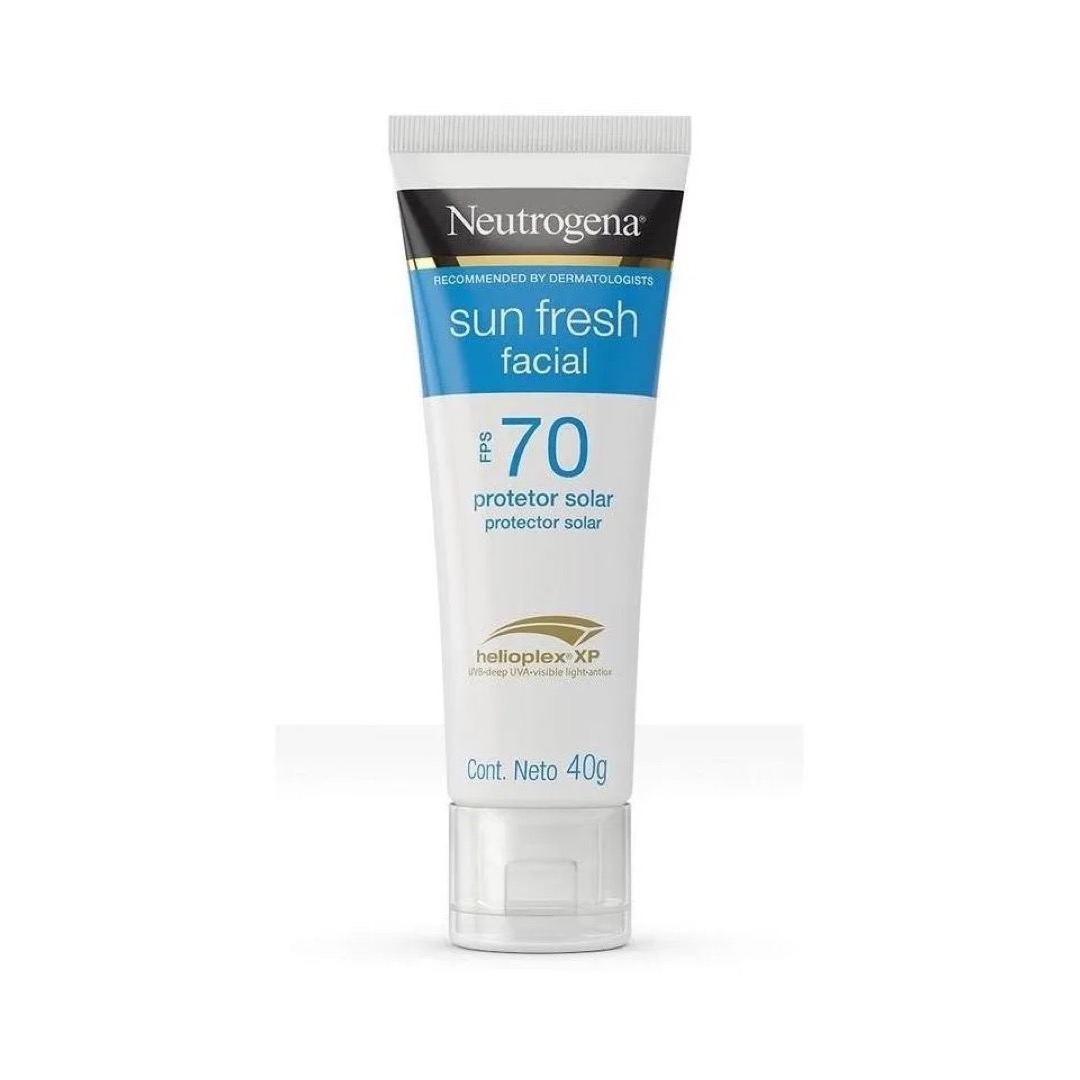 Neutrogena®
RECOMMENDED BY DERMATOLOGISTS
sun fresh
facial
FPS 70
protetor solar
protector solar
helioplex® XP
UVB•deep UVA•visible light•antiox
Cont. Neto 40g